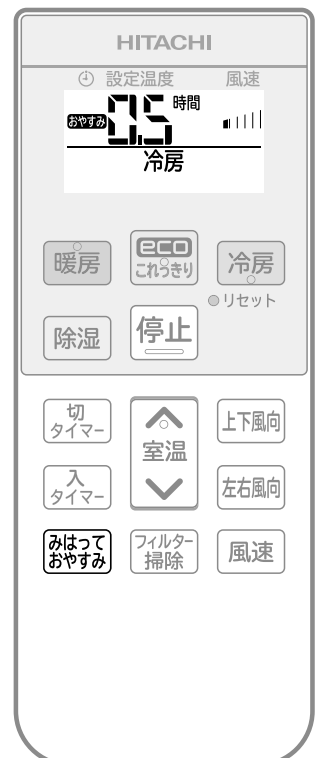 HITACHI
設定温度 風速
おやすみ 0.5 時間
冷房
暖房 eco これっきり 冷房
リセット
除湿 停止
切タイマー 室温 上下風向
入タイマー 左右風向
みはっておやすみ フィルター掃除 風速